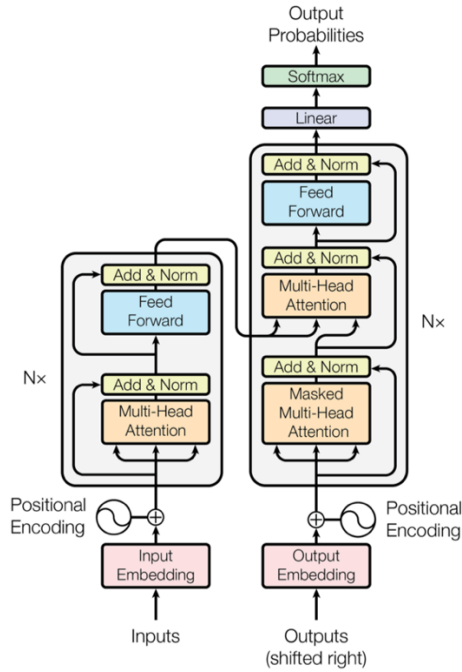 Output
Probabilities
Softmax
Linear
Add & Norm
Feed
Forward
Add & Norm
Multi-Head
Attention
Add & Norm
Masked
Multi-Head
Attention
N×
Add & Norm
Feed
Forward
Add & Norm
Multi-Head
Attention
N×
Positional
Encoding
Positional
Encoding
Input
Embedding
Output
Embedding
Inputs
Outputs
(shifted right)